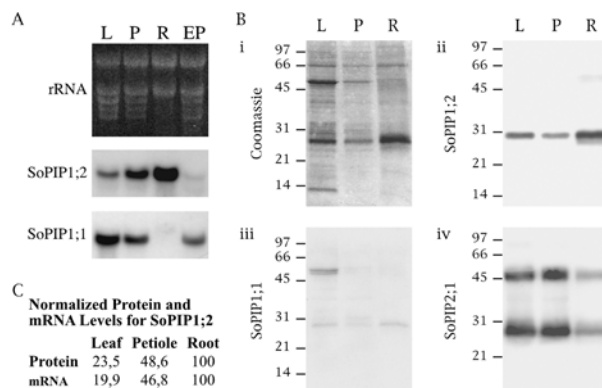 A
L P R EP
rRNA
SoPIP1;2
SoPIP1;1
C
Normalized Protein and
mRNA Levels for SoPIP1;2
Leaf Petiole Root
Protein 23,5 48,6 100
mRNA 19,9 46,8 100
B
L P R
i
97
66
45
31
21
14
Coomassie
ii
L P R
97
66
45
31
21
14
SoPIP1;2
iii
97
66
45
31
21
SoPIP1;1
iv
97
66
45
31
21
SoPIP2;1